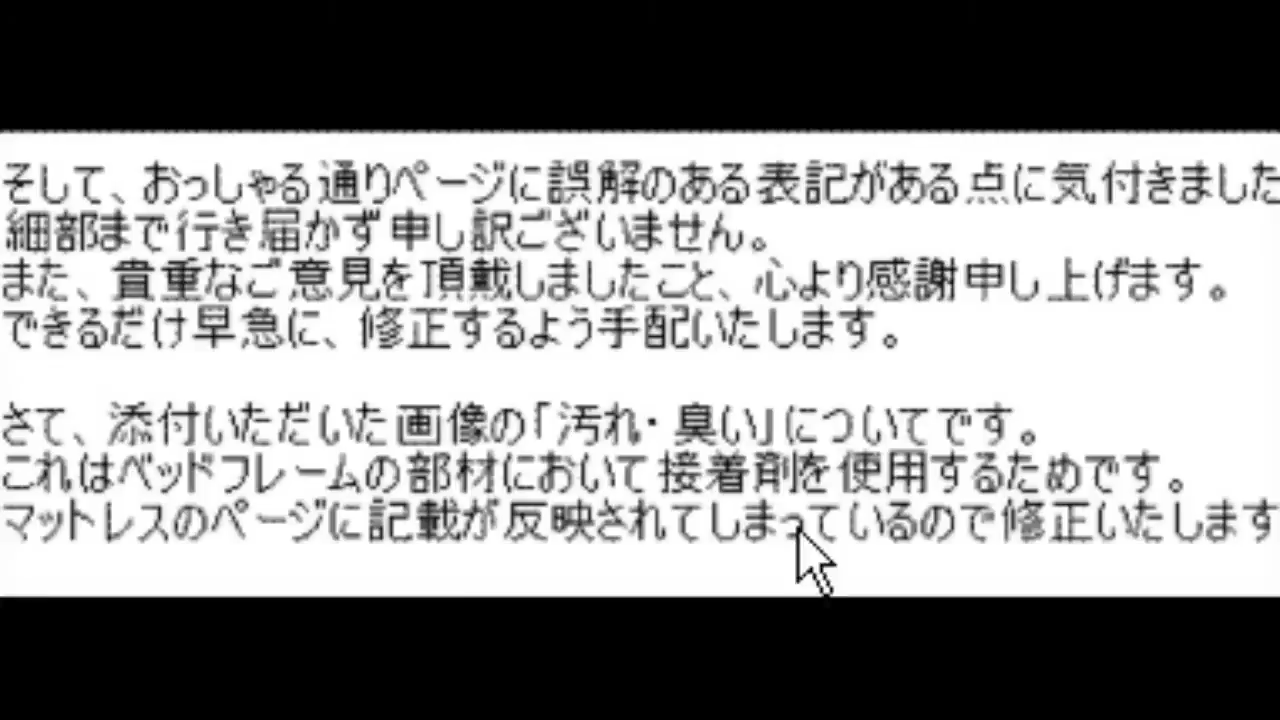 そして、おっしゃる通りページに誤解のある表記がある点に気付きました
細部まで行き届かず申し訳ございません。
また、貴重なご意見を頂戴しましたこと、心より感謝申し上げます。
できるだけ早急に、修正するよう手配いたします。
さて、添付いただいた画像の「汚れ・臭い」についてです。
これはベッドフレームの部材において接着剤を使用するためです。
マットレスのページに記載が反映されてしまっているので修正いたします